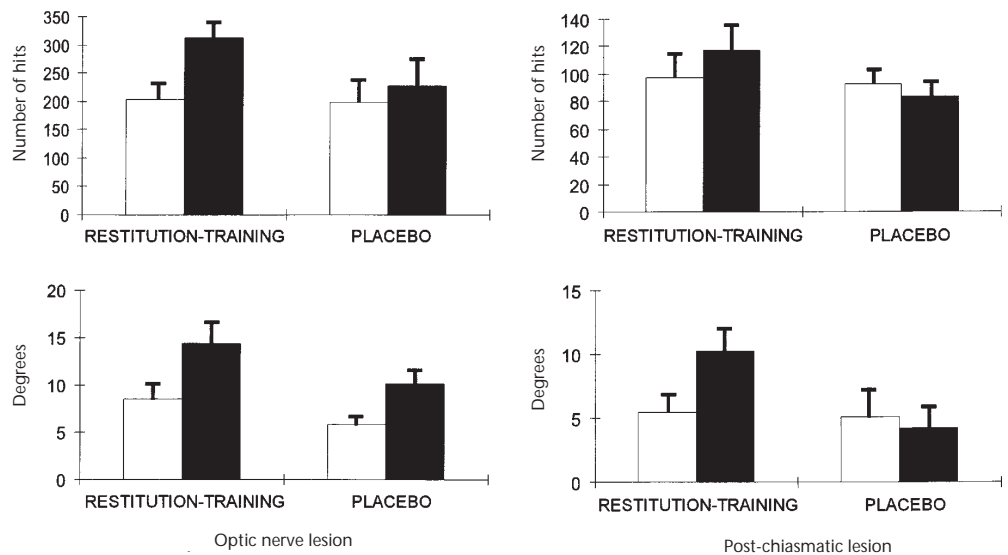 Number of hits
350
300
250
200
150
100
50
0
RESTITUTION-TRAINING PLACEBO
Number of hits
140
120
100
80
60
40
20
0
RESTITUTION-TRAINING PLACEBO
Degrees
20
15
10
5
0
RESTITUTION-TRAINING PLACEBO
Optic nerve lesion
Degrees
15
10
5
0
RESTITUTION-TRAINING PLACEBO
Post-chiasmatic lesion